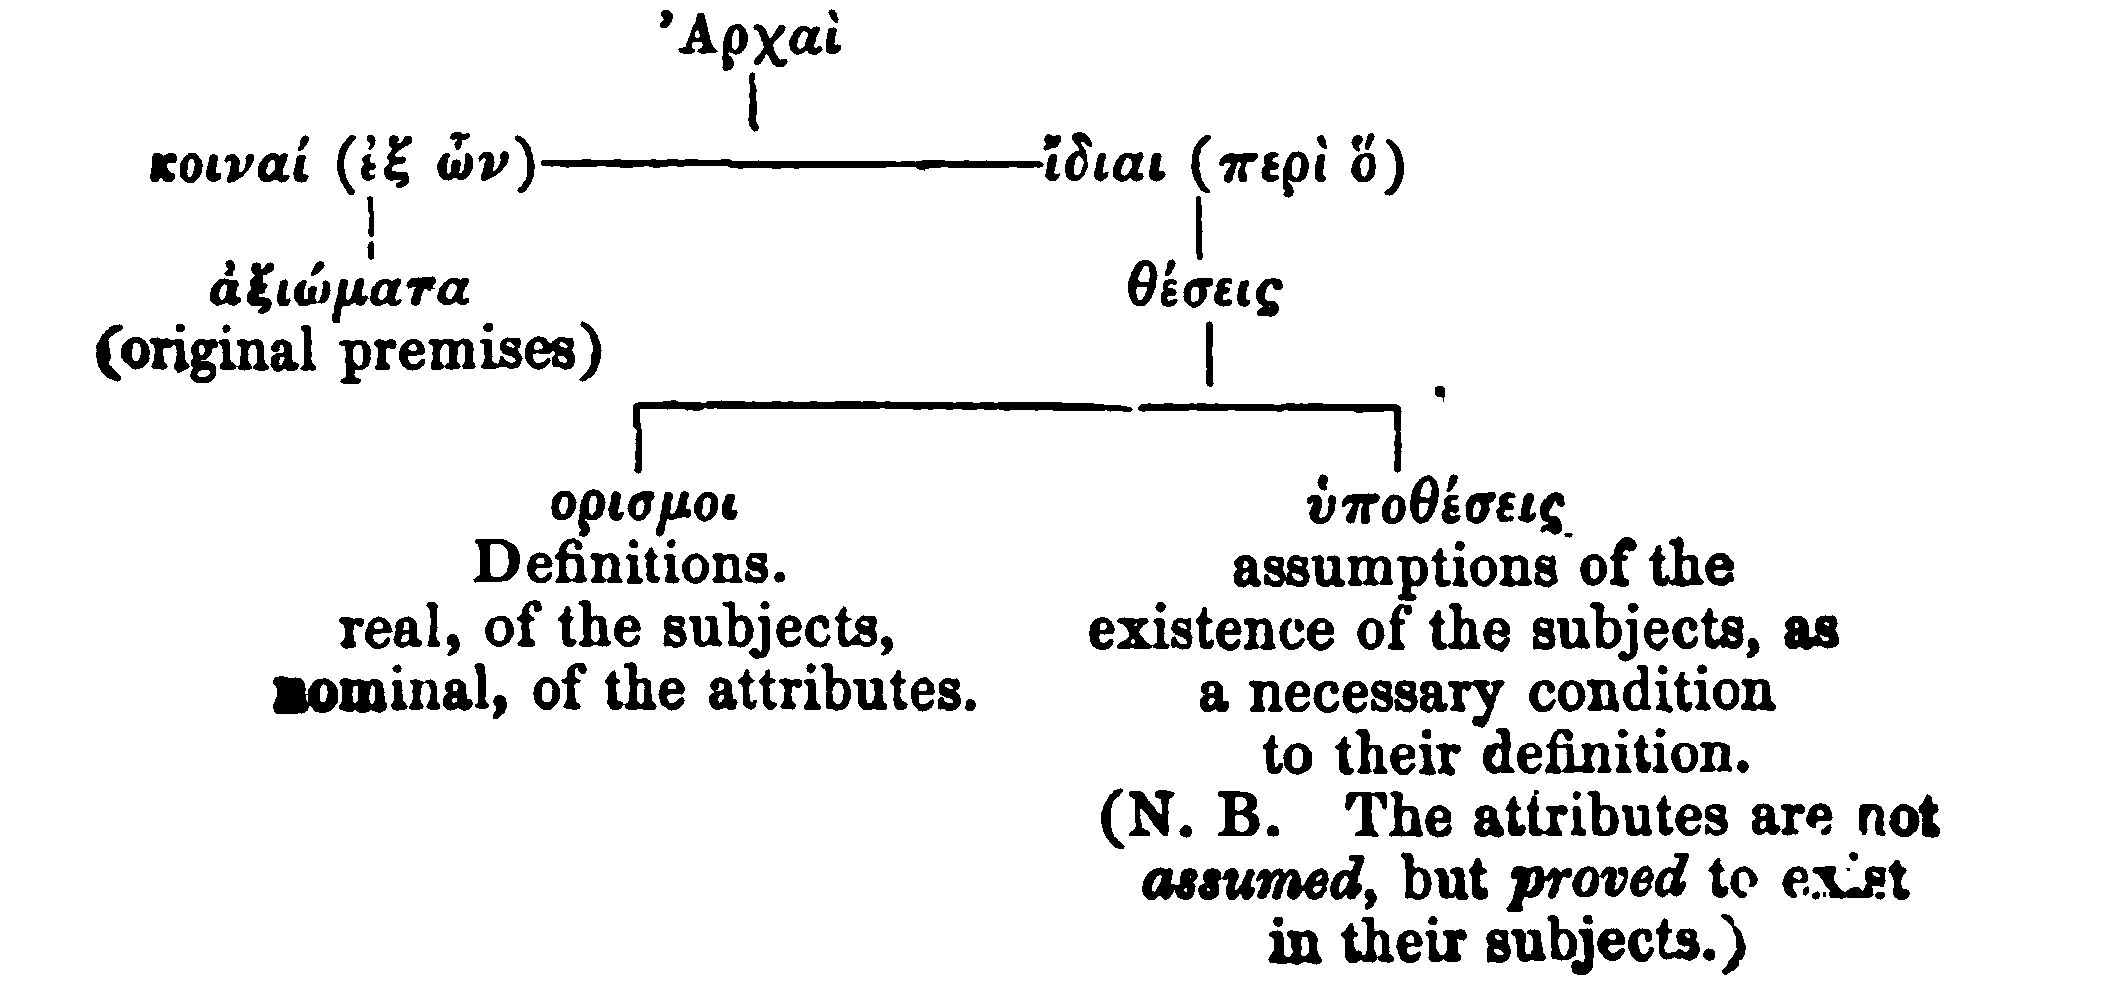 Ἀρχαὶ
κοιναί (ἐξ ὧν) ἴδιαι (περὶ ὅ)
ἀξιώματα
(original premises)
θέσεις
ορισμοι
Definitions.
real, of the subjects,
nominal, of the attributes.
ὑποθέσεις
assumptions of the
existence of the subjects, as
a necessary condition
to their definition.
(N. B. The attributes are not
assumed, but proved to exist
in their subjects.)